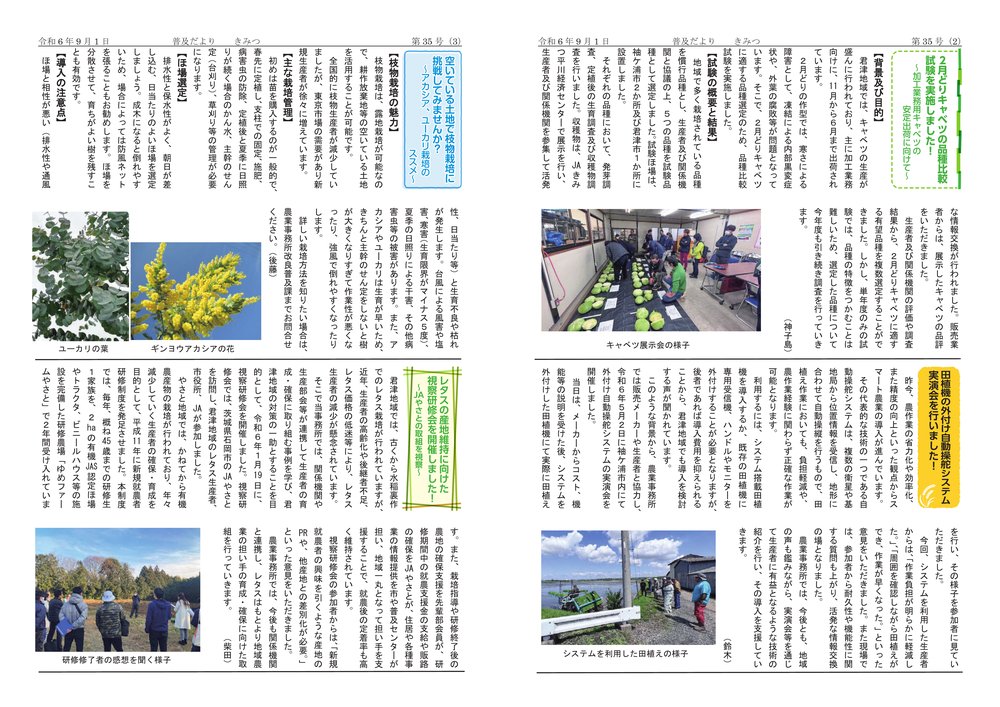 令和６年９月１日　普及だより　きみつ　第35号（2）
２月どりキャベツの品種比較
試験を実施しました！
～加工業務用キャベツの
安定出荷に向けて～
【背景及び目的】
君津地域では、キャベツの生産が
盛んに行われており、主に加工業務
向けに、11月から６月まで出荷され
ています。
２月どりの作型では、寒さによる
障害として、凍結による内部黒変症
状や、外葉の腐敗等が問題となって
います。そこで、２月どりキャベツ
に適する品種選定のため、品種比較
試験を実施しました。
【試験の概要と結果】
地域で多く栽培されている品種
を慣行品種とし、生産者及び関係機
関と協議の上、５つの品種を試験品
種として選定しました。試験ほ場は、
袖ケ浦市２か所及び君津市１か所に
設置しました。
それぞれの品種において、発芽調
査、定植後の生育調査及び収穫物調
査を行いました。収穫物は、JAきみ
つ平川経済センターで展示を行い、
生産者及び関係機関を参集して活発
な情報交換が行われました。販売業
者からは、展示したキャベツの品評
をいただきました。
生産者及び関係機関の評価や調査
結果から、２月どりキャベツに適す
る有望品種を複数選定することがで
きました。しかし、単年度のみの試
験では、品種の特徴をつかむことは
難しいため、選定した品種について
今年度も引き続き調査を行っていき
ます。
（神子島）
キャベツ展示会の様子
田植機の外付け自動操舵システム
実演会を行いました！
昨今、農作業の省力化や効率化、
また精度の向上といった観点からス
マート農業の導入が進んでいます。
その代表的な技術の一つである自
動操舵システムは、複数の衛星や基
地局から位置情報を受信し、地形に
合わせて自動操縦を行うもので、田
植え作業においても、負担軽減や、
農作業経験に関わらず正確な作業が
可能となります。
利用するには、システム搭載田植
機を導入するか、既存の田植機に
専用受信機、ハンドルやモニターを
外付けすることが必要となりますが、
後者であれば導入費用を抑えられる
ことから、君津地域でも導入を検討
する声が聞かれています。
このような背景から、農業事務所
では販売メーカーや生産者と協力し、
令和６年５月２日に袖ケ浦市内にて
外付け自動操舵システムの実演会を
開催しました。
当日は、メーカーからコスト、機
能等の説明を受けた後、システムを
外付けした田植機にて実際に田植え
を行い、その様子を参加者に見てい
ただきました。
今回、システムを利用した生産者
からは、「作業負担が明らかに軽減し
た」、「周囲を確認しながら田植えが
でき、作業が早くなった。」といった
意見をいただきました。また現場で
は、参加者から耐久性や機能性に関
する質問も上がり、活発な情報交換
の場となりました。
農業事務所では、今後とも、地域
の声も鑑みながら、実演会等を通じ
て生産者に有益となるような技術の
紹介を行い、その導入を支援してい
きます。
（鈴木）
システムを利用した田植えの様子
令和６年９月１日　普及だより　きみつ　第35号（3）
空いている土地で枝物栽培に
挑戦してみませんか？
～アカシア、ユーカリ栽培の
ススメ～
【枝物栽培の魅力】
枝物栽培は、露地栽培が可能なの
で、耕作放棄地等の空いている土地
を活用することが可能です。
全国的に枝物生産者が減少してい
ましたが、東京市場の需要があり新
規生産者が徐々に増えています。
【主な栽培管理】
初めは苗を購入するのが一般的で、
春先に定植し、支柱での固定、施肥、
病害虫の防除、定植後と夏季に日照
りが続く場合のかん水、主幹のせん
定（台刈り）、草刈り等の管理が必要
になります。
【ほ場選定】
排水性と保水性がよく、朝日が差
し込む、日当たりのよいほ場を選定
しましょう。成木になると倒れやす
いため、場合によっては防風ネット
を張ることもお勧めします。ほ場を
分散させて、育ちがよい樹を残すこ
とも有効です。
【導入の注意点】
ほ場と相性が悪い（排水性や通風
性、日当たり等）と生育不良や枯れ
が発生します。台風による風害や塩
害、寒害（生育限界がマイナス５度）、
夏季の日照りによる干害、その他病
害虫等の被害があります。また、ア
カシアやユーカリは生育が早いため、
きちんと主幹のせん定をしないと樹
が大きくなりすぎて作業性が悪くな
ったり、強風で倒れやすくなったり
します。
詳しい栽培方法を知りたい場合は、
農業事務所改良普及課までお問合せ
ください。（後藤）
ユーカリの葉
ギンヨウアカシアの花
レタスの産地維持に向けた
視察研修会を開催しました！
～JAやさとの取組を視察～
君津地域では、古くから水稲裏作
でのレタス栽培が行われていますが、
近年、生産者の高齢化や後継者不足、
レタス価格の低迷等により、レタス
生産者の減少が懸念されています。
そこで当事務所では、関係機関や
生産部会等が連携して生産者の育
成・確保に取り組む事例を学び、君
津地域の対策の一助とすることを目
的として、令和６年１月19日に、
視察研修会を開催しました。視察研
修会では、茨城県石岡市のJAやさと
を訪問し、君津地域のレタス生産者、
市役所、JAが参加しました。
やさと地域では、かねてから有機
農産物の栽培が行われており、年々
減少していく生産者の確保・育成を
目的として、平成11年に新規就農
研修制度を発足させました。本制度
では、毎年、概ね45歳までの研修生
1家族を、2haの有機JAS認定ほ場
やトラクタ、ビニールハウス等の施
設を完備した研修農場「ゆめファー
ムやさと」で２年間受け入れていま
す。また、栽培指導や研修終了後の
農地の確保支援を先輩部会員が、研
修期間中の就農支援金の支給や販路
の確保をJAやさとが、住居や各種事
業の情報提供を市や普及センターが
担い、地域一丸となって担い手を支
援することで、就農後の定着率も高
く維持されています。
視察研修会の参加者からは「新規
就農者の興味を引くような産地の
PRや、他産地との差別化が必要。」
といった意見をいただきました。
農業事務所では、今後も関係機関
と連携し、レタスはもとより地域農
業の担い手の育成・確保に向けた取
組を行っていきます。
（柴田）
研修修了者の感想を聞く様子